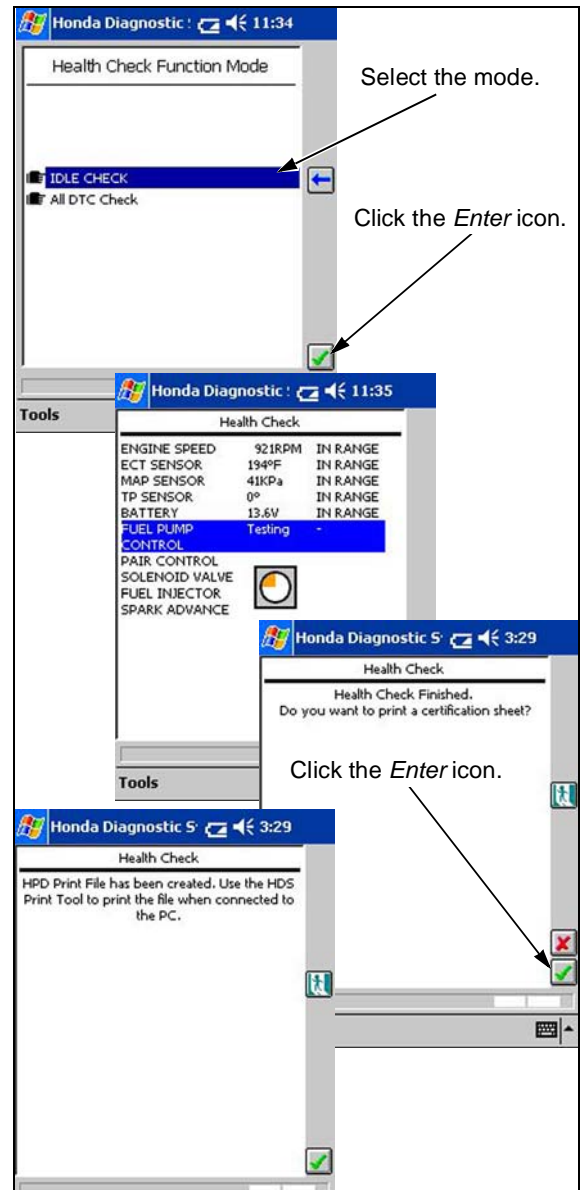 Honda Diagnostic S 11:34
Health Check Function Mode
Select the mode.
IDLE CHECK
All DTC Check
Click the Enter icon.
Tools
Honda Diagnostic S 11:35
Health Check
ENGINE SPEED 921RPM IN RANGE
ECT SENSOR 194°F IN RANGE
MAP SENSOR 41KPa IN RANGE
TP SENSOR 0° IN RANGE
BATTERY 13.6V IN RANGE
FUEL PUMP Testing -
CONTROL
PAIR CONTROL
SOLENOID VALVE
FUEL INJECTOR
SPARK ADVANCE
Tools
Honda Diagnostic S 3:29
Health Check
Health Check Finished.
Do you want to print a certification sheet?
Click the Enter icon.
Honda Diagnostic S 3:29
Health Check
HPD Print File has been created. Use the HDS
Print Tool to print the file when connected to
the PC.